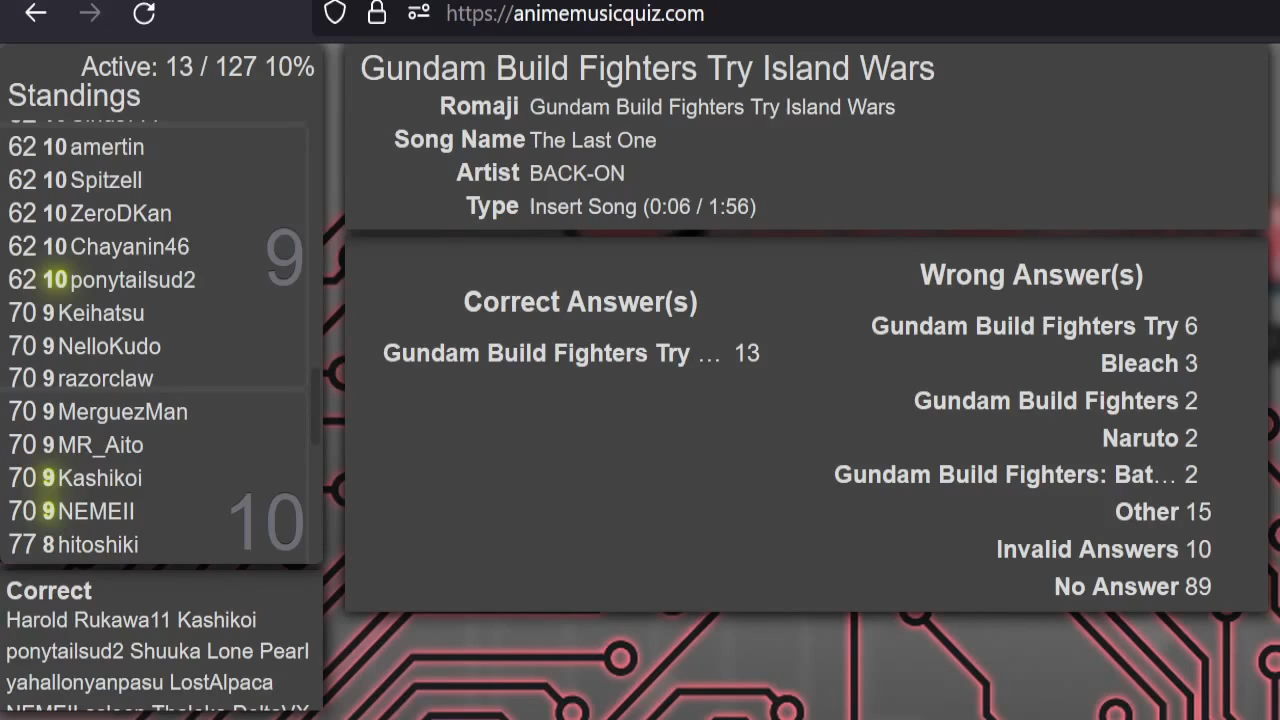 https://animemusicquiz.com
Active: 13 / 127 10%
Standings
62 10 amertin
62 10 Spitzell
62 10 ZeroDKan
62 10 Chayanin46
9
62 10 ponytailsud2
70 9 Keihatsu
70 9 NelloKudo
70 9 razorclaw
70 9 MerguezMan
70 9 MR_Aito
70 9 Kashikoi
70 9 NEMEII
10
77 8 hitoshiki
Correct
Harold Rukawa11 Kashikoi
ponytailsud2 Shuuka Lone Pearl
yahallonyanpasu LostAlpaca
Gundam Build Fighters Try Island Wars
Romaji Gundam Build Fighters Try Island Wars
Song Name The Last One
Artist BACK-ON
Type Insert Song (0:06 / 1:56)
Correct Answer(s)
Gundam Build Fighters Try … 13
Wrong Answer(s)
Gundam Build Fighters Try 6
Bleach 3
Gundam Build Fighters 2
Naruto 2
Gundam Build Fighters: Bat… 2
Other 15
Invalid Answers 10
No Answer 89